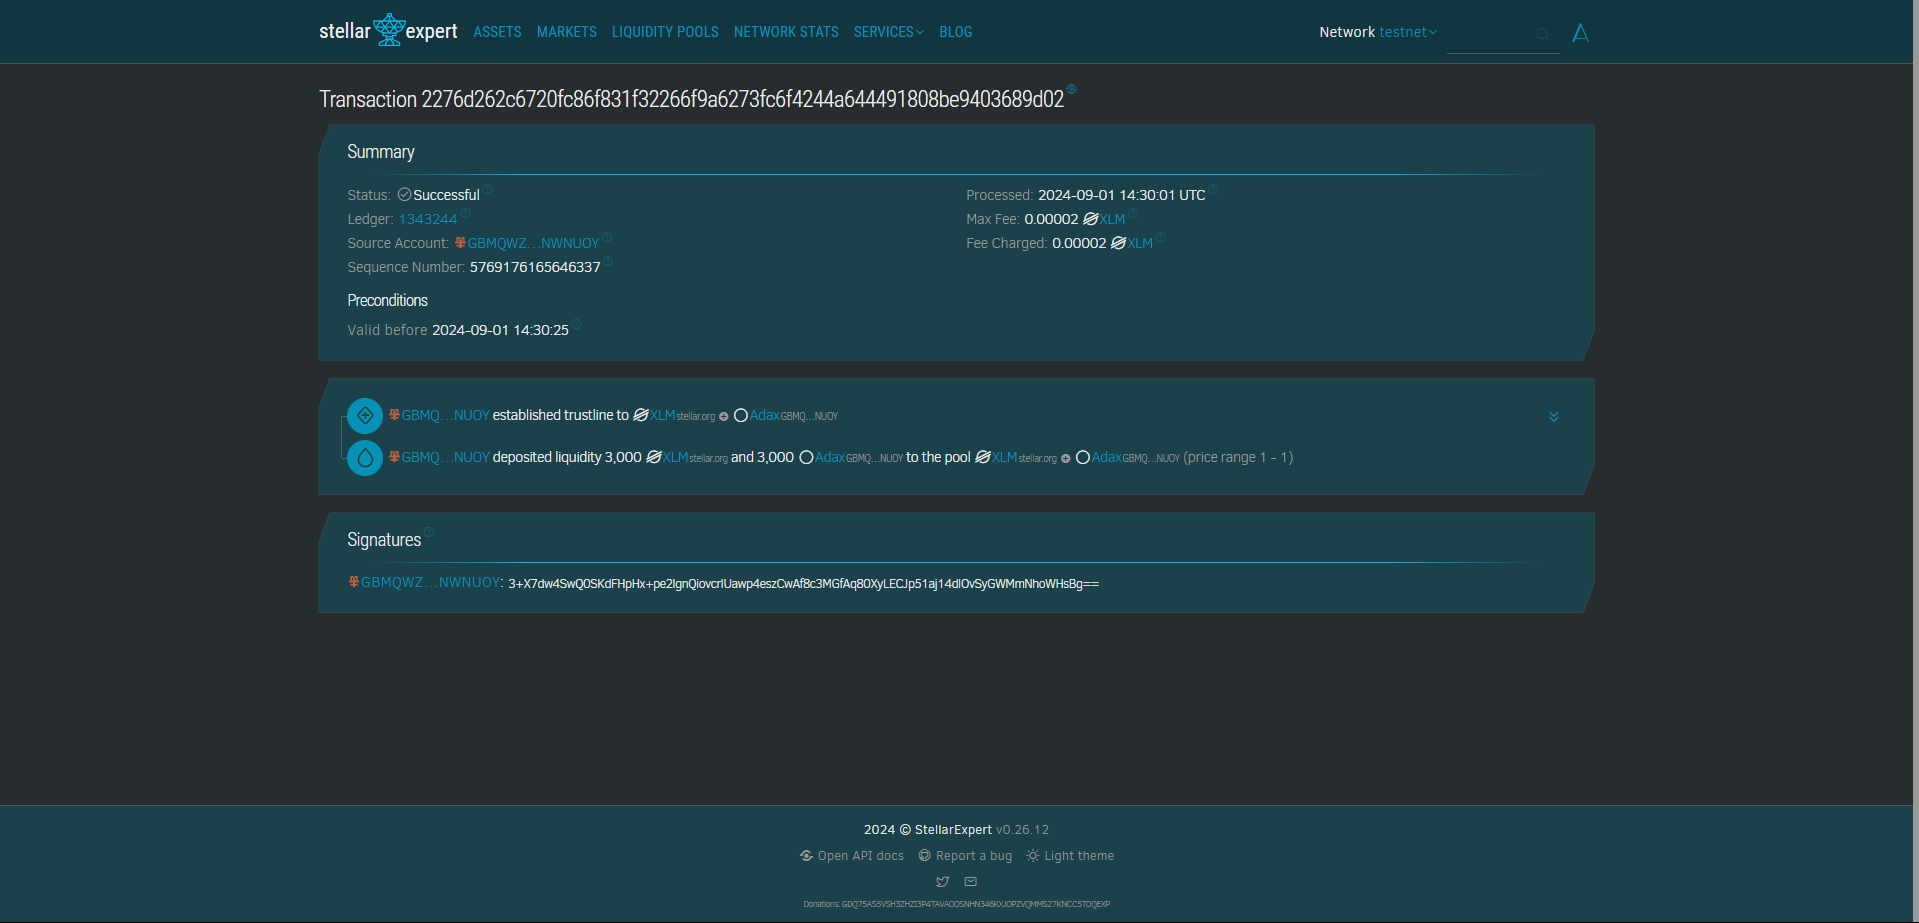 stellar expert ASSETS MARKETS LIQUIDITY POOLS NETWORK STATS SERVICES BLOG Network testnet
Transaction 2276d262c6720fc86f831f32266f9a6273fc6f4244a644491808be9403689d02
Summary
Status: Successful
Ledger: 1343244
Source Account: GBMQWZ…NWNUOY
Sequence Number: 5769176165646337
Processed: 2024-09-01 14:30:01 UTC
Max Fee: 0.00002 XLM
Fee Charged: 0.00002 XLM
Preconditions
Valid before 2024-09-01 14:30:25
GBMQ…NUOY established trustline to XLM stellar.org Adax GBMQ…NUOY
GBMQ…NUOY deposited liquidity 3,000 XLM stellar.org and 3,000 Adax GBMQ…NUOY to the pool XLM stellar.org Adax GBMQ…NUOY (price range 1 – 1)
Signatures
GBMQWZ…NWNUOY:
2024 © StellarExpert v0.26.12
Open API docs Report a bug Light theme
Donations: